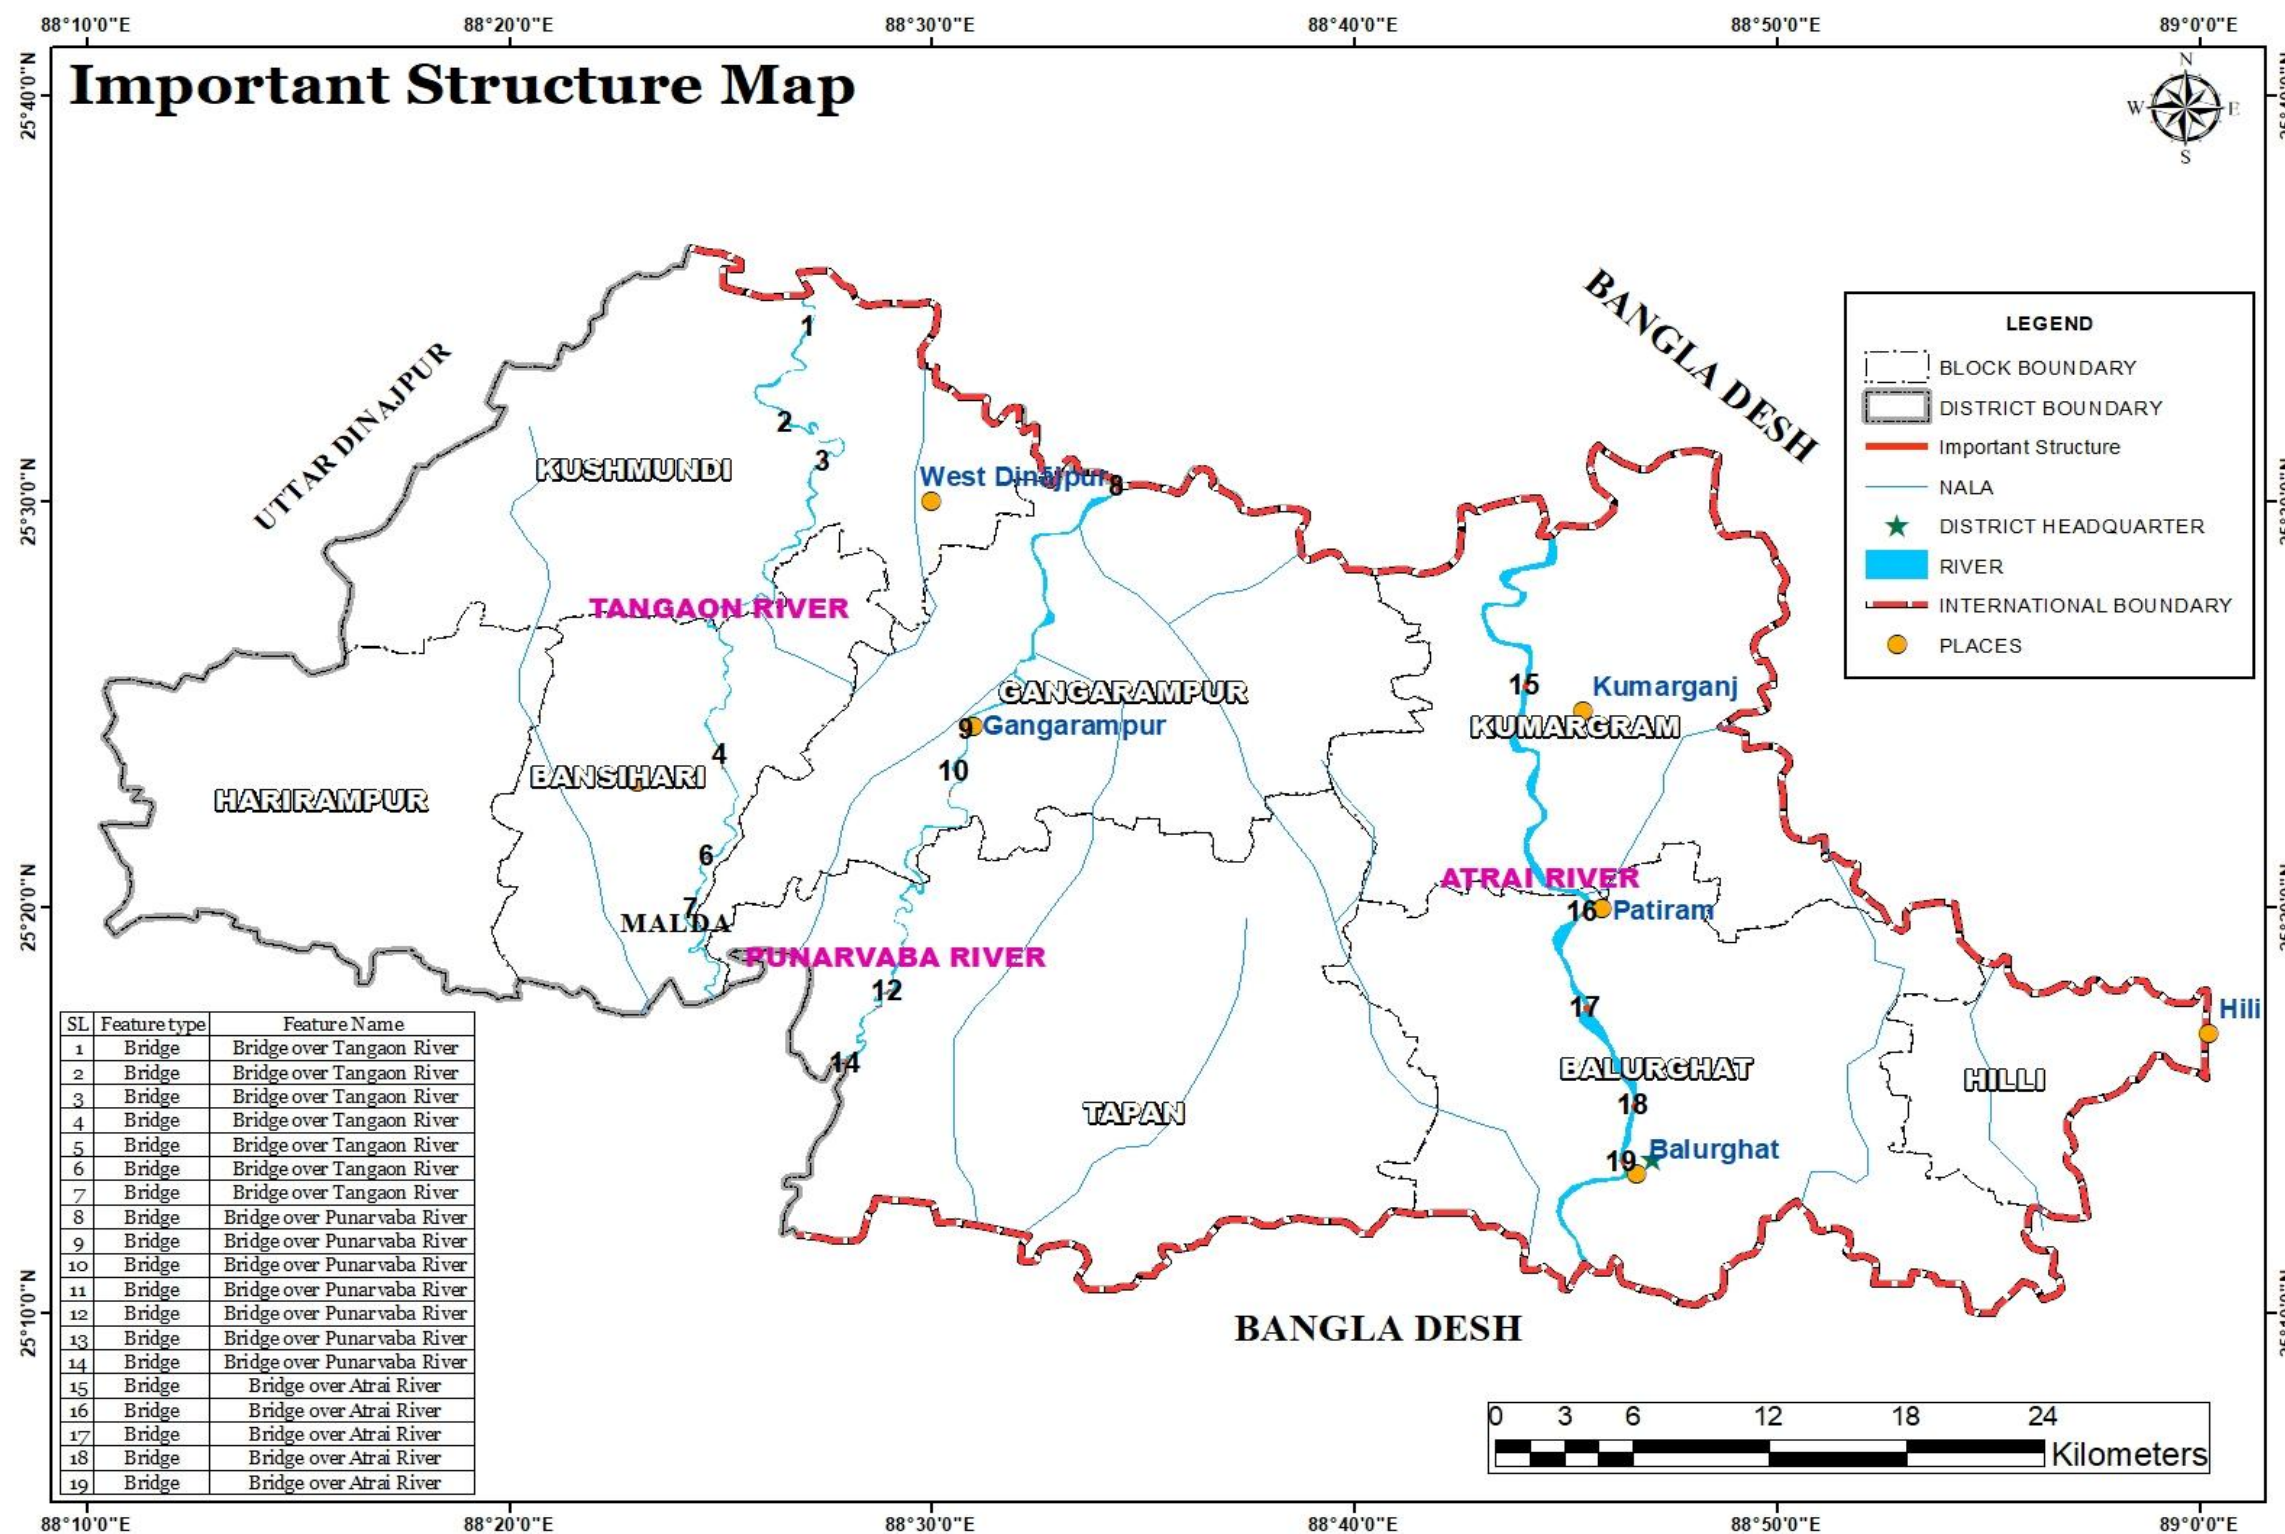 88°10'0"E 88°20'0"E 88°30'0"E 88°40'0"E 88°50'0"E 89°0'0"E
Important Structure Map
N
W E
S
25°40'0"N
25°30'0"N
25°20'0"N
25°10'0"N
UTTAR DINAJPUR
BANGLA DESH
LEGEND
BLOCK BOUNDARY
DISTRICT BOUNDARY
Important Structure
NALA
DISTRICT HEADQUARTER
RIVER
INTERNATIONAL BOUNDARY
PLACES
1
2
3
KUSHMUNDI
West Dinajpur
8
TANGAON RIVER
15
Kumarganj
KUMARGRAM
GANGARAMPUR
9
Gangarampur
4
10
BANSIHARI
HARIRAMPUR
6
7
MALDA
ATRAI RIVER
16
Patiram
PUNARVABA RIVER
12
17
Hili
14
BALURGHAT
HILLI
18
TAPAN
19
Balurghat
BANGLA DESH
SL Feature type Feature Name
1 Bridge Bridge over Tangaon River
2 Bridge Bridge over Tangaon River
3 Bridge Bridge over Tangaon River
4 Bridge Bridge over Tangaon River
5 Bridge Bridge over Tangaon River
6 Bridge Bridge over Tangaon River
7 Bridge Bridge over Tangaon River
8 Bridge Bridge over Punarvaba River
9 Bridge Bridge over Punarvaba River
10 Bridge Bridge over Punarvaba River
11 Bridge Bridge over Punarvaba River
12 Bridge Bridge over Punarvaba River
13 Bridge Bridge over Punarvaba River
14 Bridge Bridge over Punarvaba River
15 Bridge Bridge over Atrai River
16 Bridge Bridge over Atrai River
17 Bridge Bridge over Atrai River
18 Bridge Bridge over Atrai River
19 Bridge Bridge over Atrai River
0 3 6 12 18 24
Kilometers
88°10'0"E 88°20'0"E 88°30'0"E 88°40'0"E 88°50'0"E 89°0'0"E